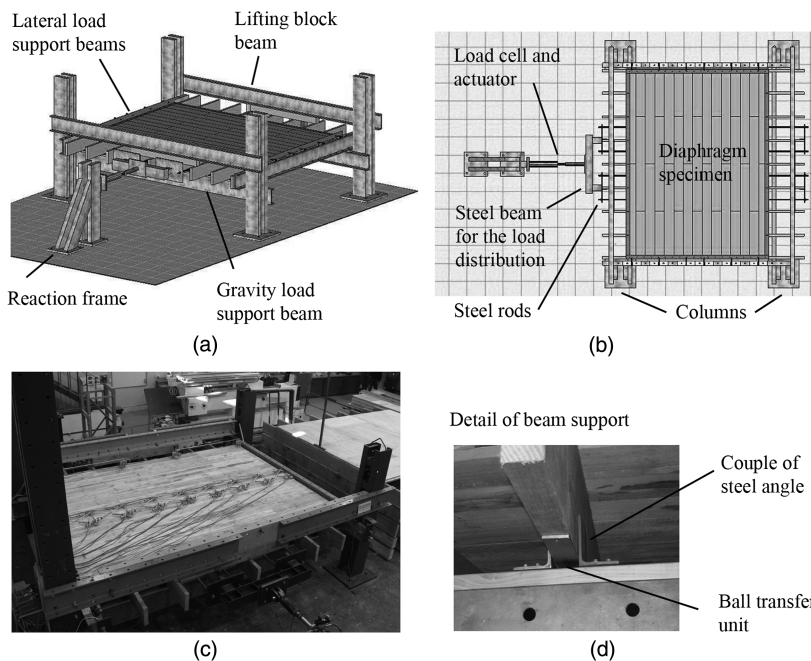 Lateral load
support beams
Lifting block
beam
Reaction frame
Gravity load
support beam
(a)
Load cell and
actuator
Diaphragm
specimen
Steel beam
for the load
distribution
Steel rods
Columns
(b)
(c)
Detail of beam support
Couple of
steel angle
Ball transfer
unit
(d)